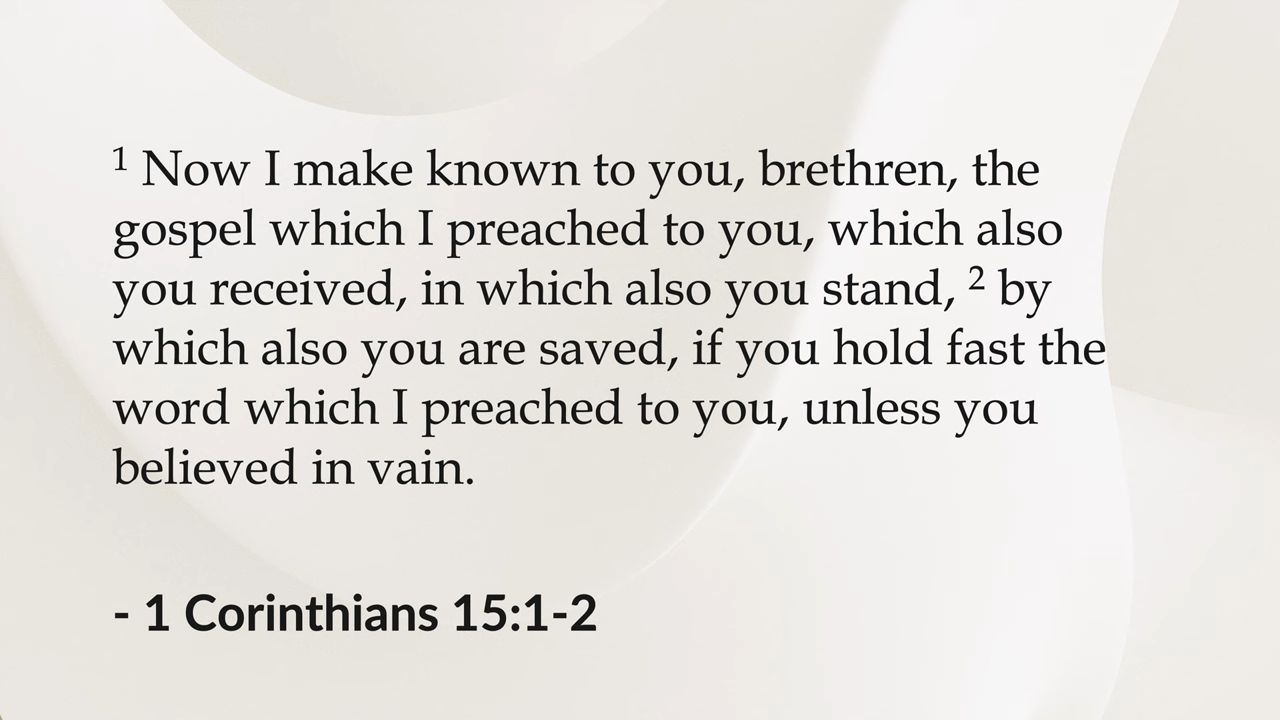 ¹ Now I make known to you, brethren, the
gospel which I preached to you, which also
you received, in which also you stand, ² by
which also you are saved, if you hold fast the
word which I preached to you, unless you
believed in vain.
- 1 Corinthians 15:1-2